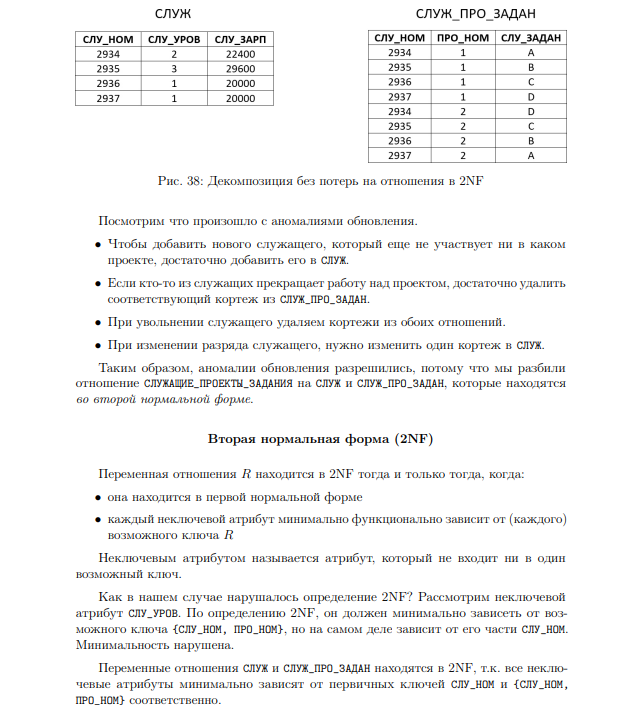 СЛУЖ СЛУЖ_ПРО_ЗАДАН
СЛУ_НОМ СЛУ_УРОВ СЛУ_ЗАРП
2934 2 22400
2935 3 29600
2936 1 20000
2937 1 20000
СЛУ_НОМ ПРО_НОМ СЛУ_ЗАДАН
2934 1 A
2935 1 B
2936 1 C
2937 1 D
2934 2 D
2935 2 C
2936 2 B
2937 2 A
Рис. 38: Декомпозиция без потерь на отношения в 2NF
Посмотрим что произошло с аномалиями обновления.
• Чтобы добавить нового служащего, который еще не участвует ни в каком
проекте, достаточно добавить его в СЛУЖ.
• Если кто-то из служащих прекращает работу над проектом, достаточно удалить
соответствующий кортеж из СЛУЖ_ПРО_ЗАДАН.
• При увольнении служащего удаляем кортежи из обоих отношений.
• При изменении разряда служащего, нужно изменить один кортеж в СЛУЖ.
Таким образом, аномалии обновления разрешились, потому что мы разбили
отношение СЛУЖАЩИЕ_ПРОЕКТЫ_ЗАДАНИЯ на СЛУЖ и СЛУЖ_ПРО_ЗАДАН, которые находятся
во второй нормальной форме.
Вторая нормальная форма (2NF)
Переменная отношения R находится в 2NF тогда и только тогда, когда:
• она находится в первой нормальной форме
• каждый неключевой атрибут минимально функционально зависит от (каждого)
возможного ключа R
Неключевым атрибутом называется атрибут, который не входит ни в один
возможный ключ.
Как в нашем случае нарушалось определение 2NF? Рассмотрим неключевой
атрибут СЛУ_УРОВ. По определению 2NF, он должен минимально зависеть от воз-
можного ключа {СЛУ_НОМ, ПРО_НОМ}, но на самом деле зависит от его части СЛУ_НОМ.
Минимальность нарушена.
Переменные отношения СЛУЖ и СЛУЖ_ПРО_ЗАДАН находятся в 2NF, т.к. все неклю-
чевые атрибуты минимально зависят от первичных ключей СЛУ_НОМ и {СЛУ_НОМ,
ПРО_НОМ} соответственно.